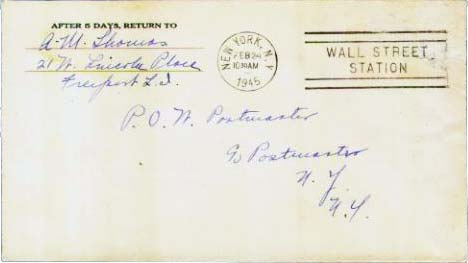 AFTER 5 DAYS, RETURN TO
A. M. Thomas
21 W. Lincoln Place
Freeport L.I.
NEW YORK, N.Y.
FEB 24
10 30 AM
1945
WALL STREET
STATION
P.O.W. Postmaster
℅ Postmaster
N.Y.
N.Y.